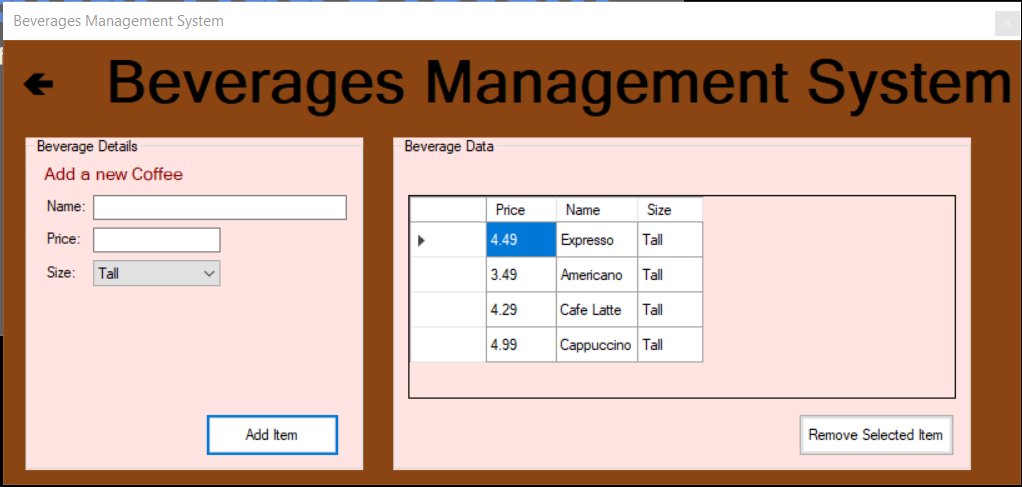 Beverages Management System
Beverages Management System
Beverage Details
Add a new Coffee
Name:
Price:
Size: Tall
Add Item
Beverage Data
Price Name Size
4.49 Expresso Tall
3.49 Americano Tall
4.29 Cafe Latte Tall
4.99 Cappuccino Tall
Remove Selected Item